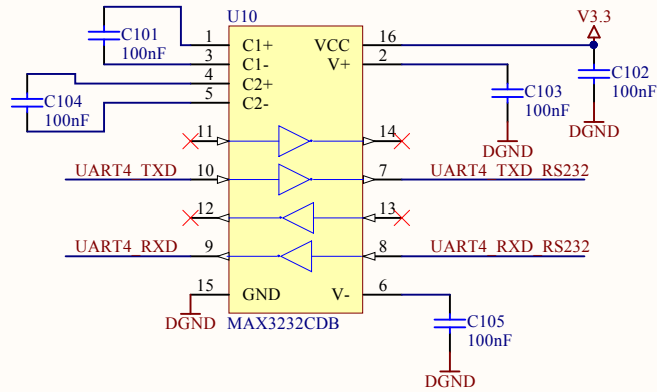 C101
100nF
C104
100nF
U10
1 C1+ VCC 16
3 C1- V+ 2
4 C2+
5 C2-
V3.3
C102
100nF
DGND
C103
100nF
DGND
11 14
UART4_TXD 10 7 UART4_TXD_RS232
12 13
UART4_RXD 9 8 UART4_RXD_RS232
15 GND V- 6
DGND
MAX3232CDB
C105
100nF
DGND